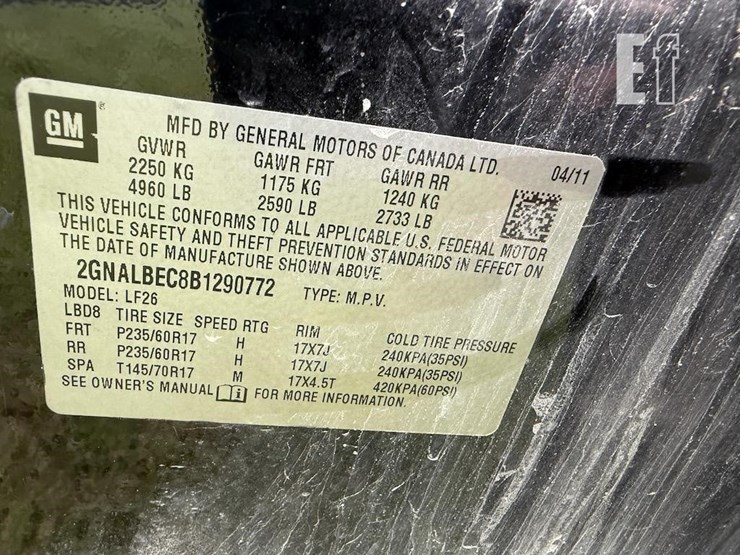 Ef
GM ®
MFD BY GENERAL MOTORS OF CANADA LTD. 04/11
GVWR GAWR FRT GAWR RR
2250 KG 1175 KG 1240 KG
4960 LB 2590 LB 2733 LB
THIS VEHICLE CONFORMS TO ALL APPLICABLE U.S. FEDERAL MOTOR
VEHICLE SAFETY AND THEFT PREVENTION STANDARDS IN EFFECT ON
THE DATE OF MANUFACTURE SHOWN ABOVE.
2GNALBEC8B1290772 TYPE: M.P.V.
MODEL: LF26
LBD8 TIRE SIZE SPEED RTG RIM COLD TIRE PRESSURE
FRT P235/60R17 H 17X7J 240KPA(35PSI)
RR P235/60R17 H 17X7J 240KPA(35PSI)
SPA T145/70R17 M 17X4.5T 420KPA(60PSI)
SEE OWNER'S MANUAL i FOR MORE INFORMATION.